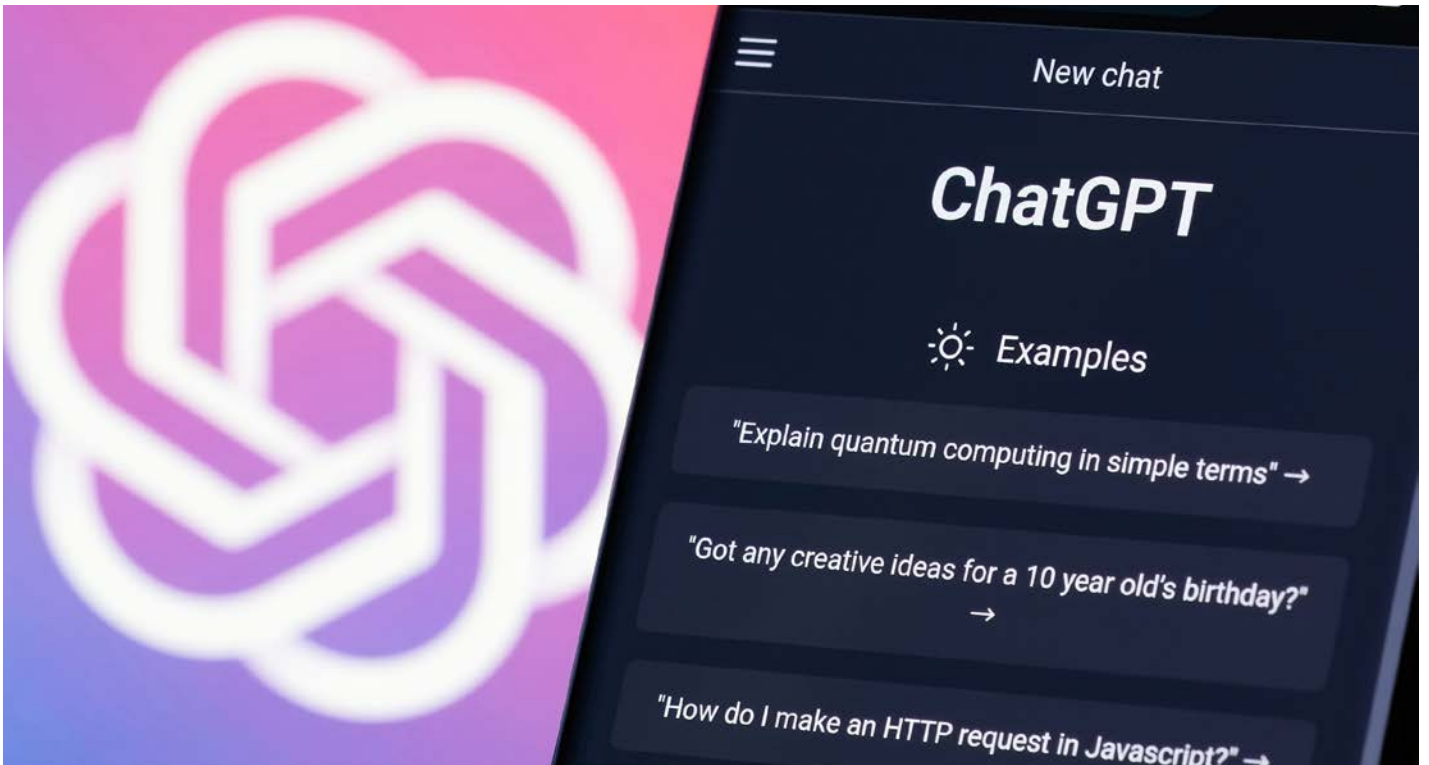 New chat
ChatGPT
Examples
"Explain quantum computing in simple terms" →
"Got any creative ideas for a 10 year old's birthday?"
→
"How do I make an HTTP request in Javascript?" →